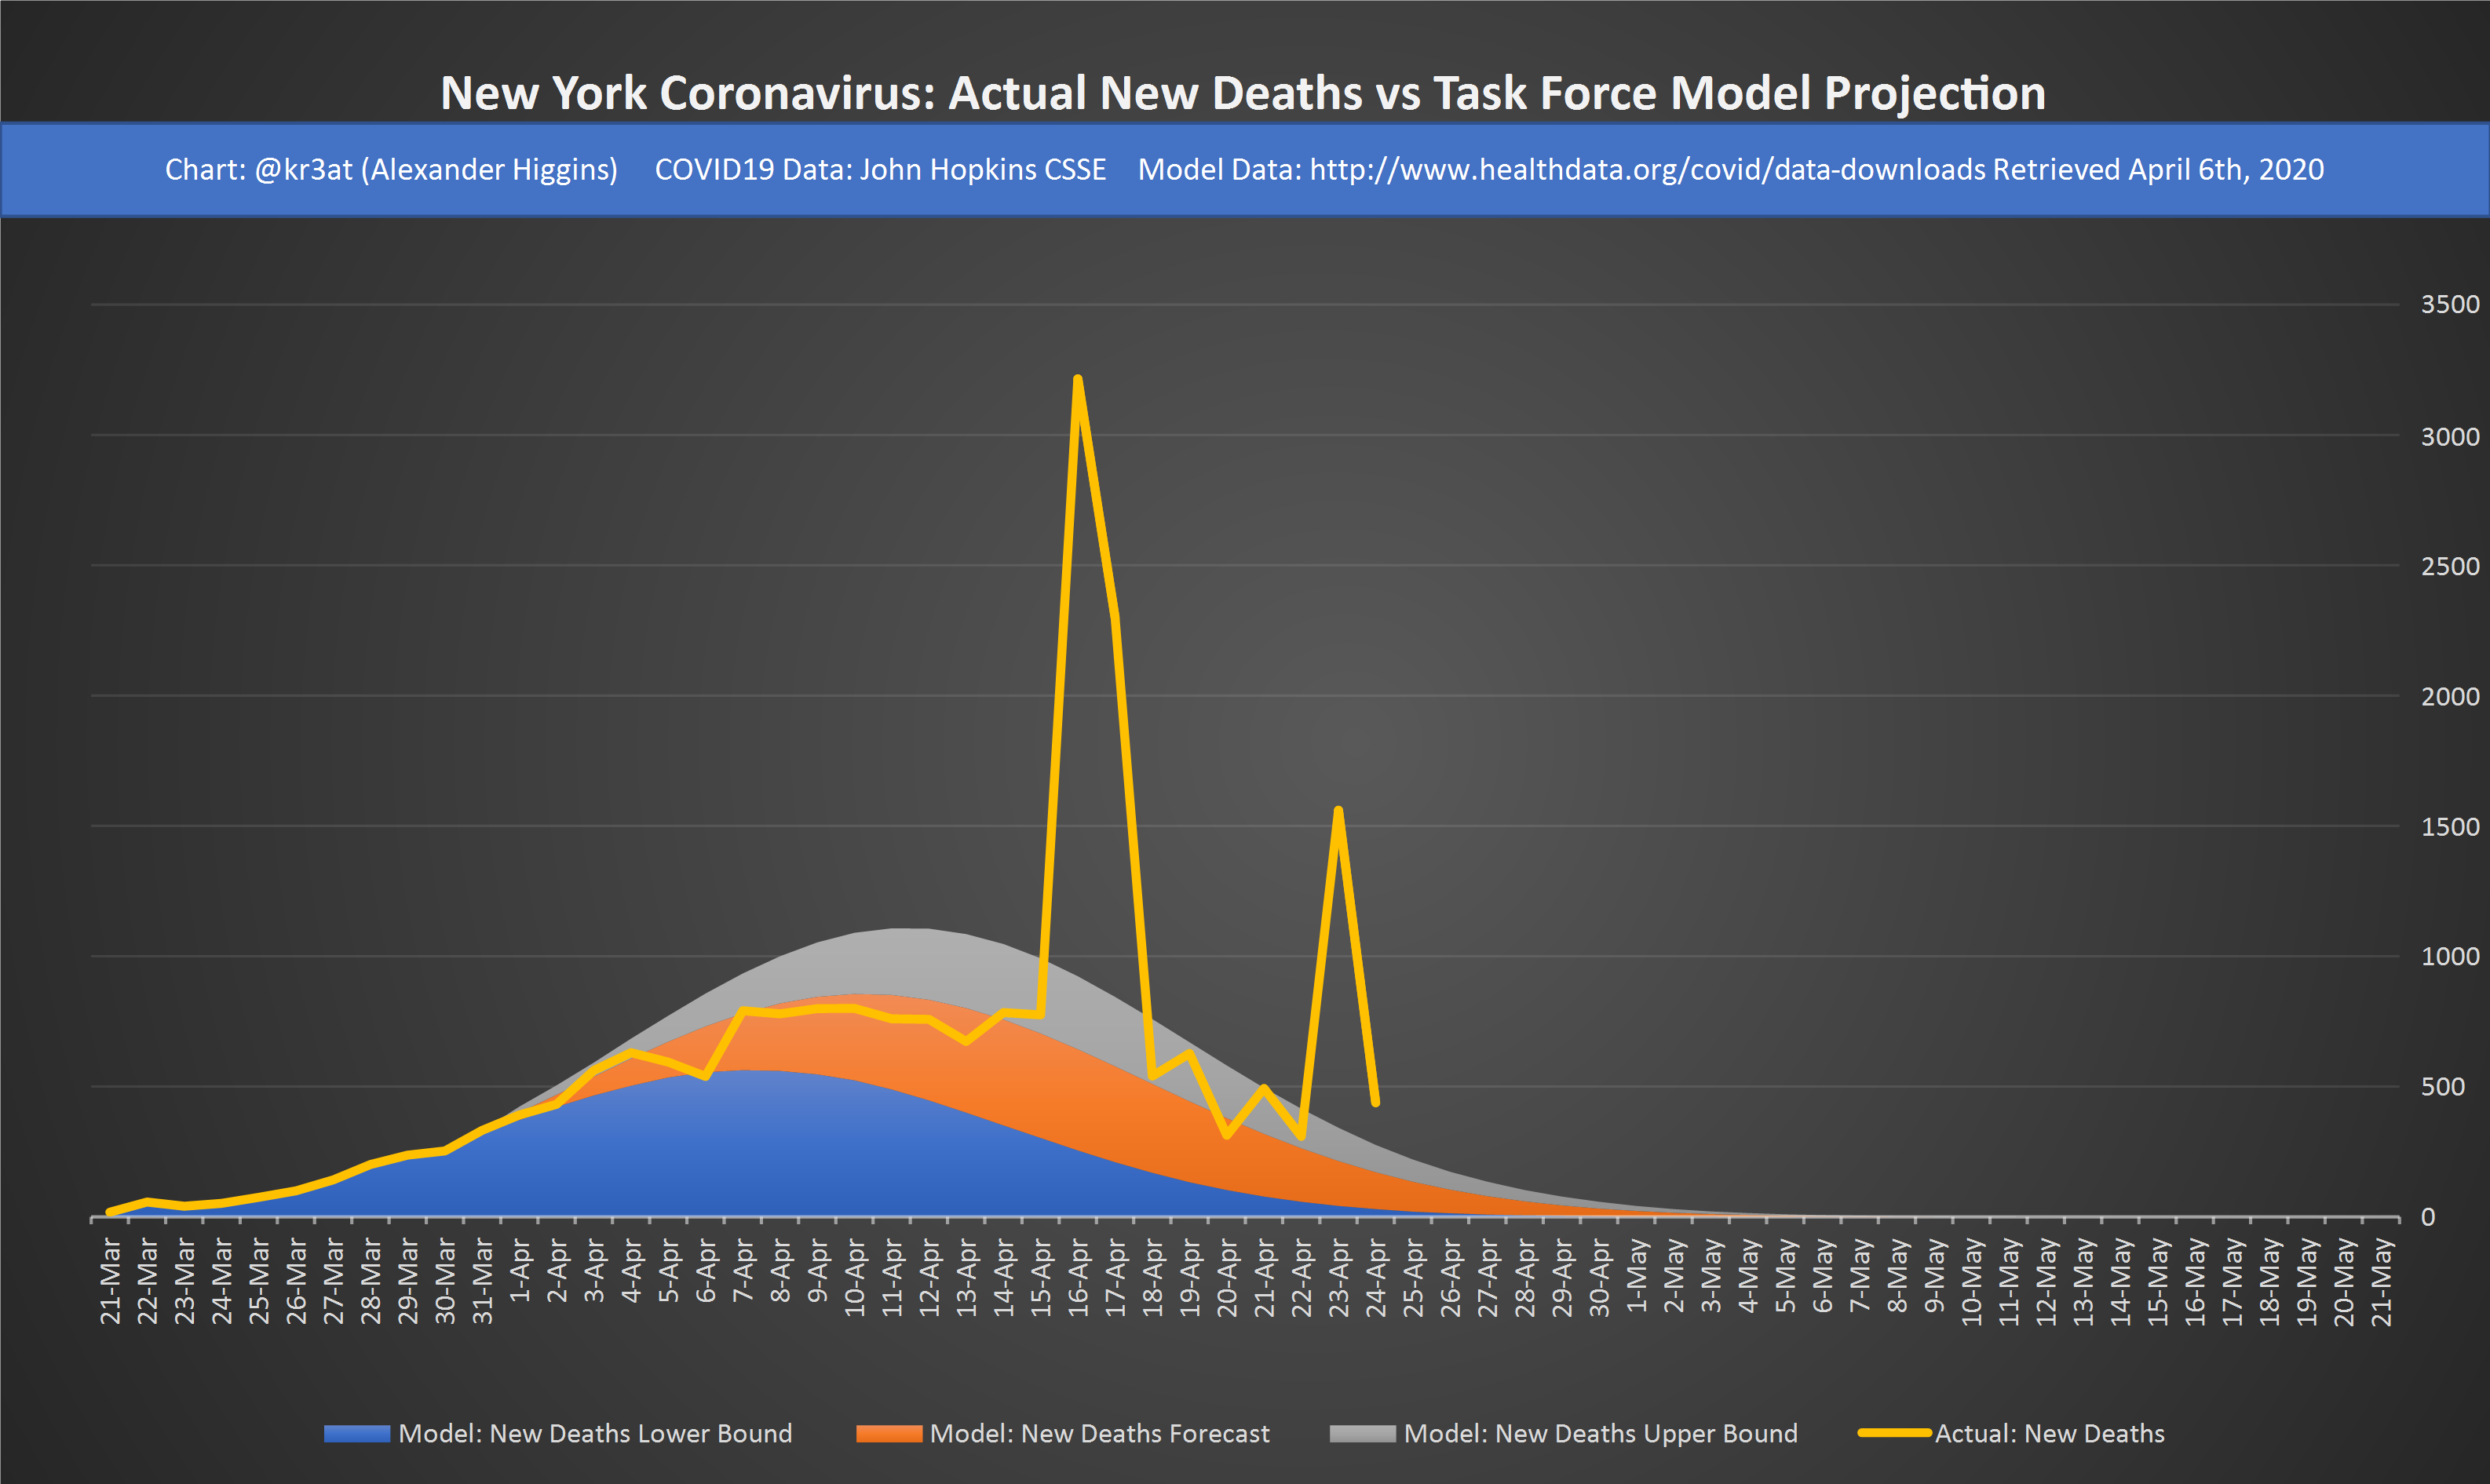 New York Coronavirus: Actual New Deaths vs Task Force Model Projection
Chart: @kr3at (Alexander Higgins) COVID19 Data: John Hopkins CSSE Model Data: http://www.healthdata.org/covid/data-downloads Retrieved April 6th, 2020
3500
3000
2500
2000
1500
1000
500
0
21-Mar
22-Mar
23-Mar
24-Mar
25-Mar
26-Mar
27-Mar
28-Mar
29-Mar
30-Mar
31-Mar
1-Apr
2-Apr
3-Apr
4-Apr
5-Apr
6-Apr
7-Apr
8-Apr
9-Apr
10-Apr
11-Apr
12-Apr
13-Apr
14-Apr
15-Apr
16-Apr
17-Apr
18-Apr
19-Apr
20-Apr
21-Apr
22-Apr
23-Apr
24-Apr
25-Apr
26-Apr
27-Apr
28-Apr
29-Apr
30-Apr
1-May
2-May
3-May
4-May
5-May
6-May
7-May
8-May
9-May
10-May
11-May
12-May
13-May
14-May
15-May
16-May
17-May
18-May
19-May
20-May
21-May
Model: New Deaths Lower Bound
Model: New Deaths Forecast
Model: New Deaths Upper Bound
Actual: New Deaths